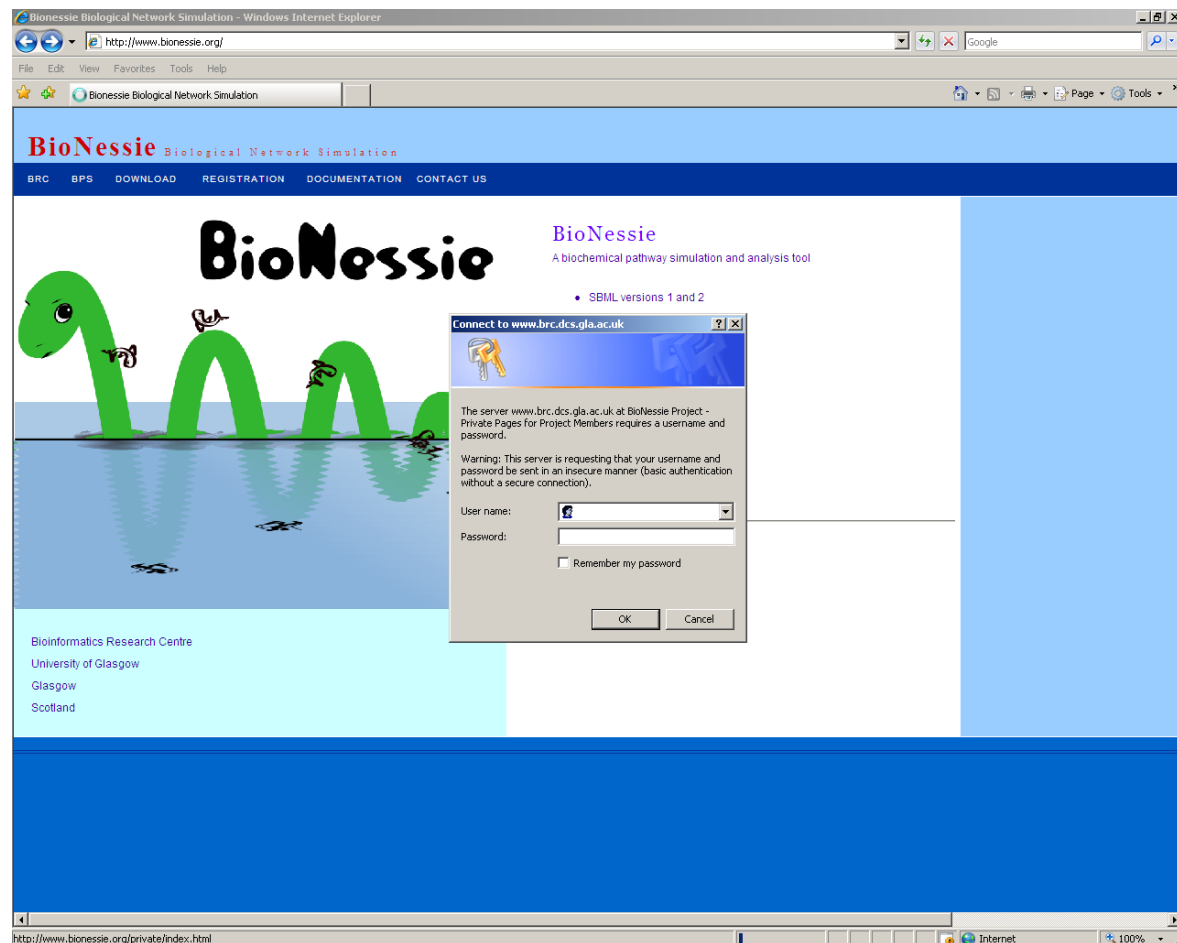 Bionessie Biological Network Simulation - Windows Internet Explorer
http://www.bionessie.org/
Google
File Edit View Favorites Tools Help
Bionessie Biological Network Simulation
Page Tools
BioNessie Biological Network Simulation
BRC BPS DOWNLOAD REGISTRATION DOCUMENTATION CONTACT US
BioNessie
BioNessie
A biochemical pathway simulation and analysis tool
• SBML versions 1 and 2
Connect to www.brc.dcs.gla.ac.uk
The server www.brc.dcs.gla.ac.uk at BioNessie Project -
Private Pages for Project Members requires a username and
password.
Warning: This server is requesting that your username and
password be sent in an insecure manner (basic authentication
without a secure connection).
User name:
Password:
Remember my password
OK Cancel
Bioinformatics Research Centre
University of Glasgow
Glasgow
Scotland
http://www.bionessie.org/private/index.html
Internet 100%